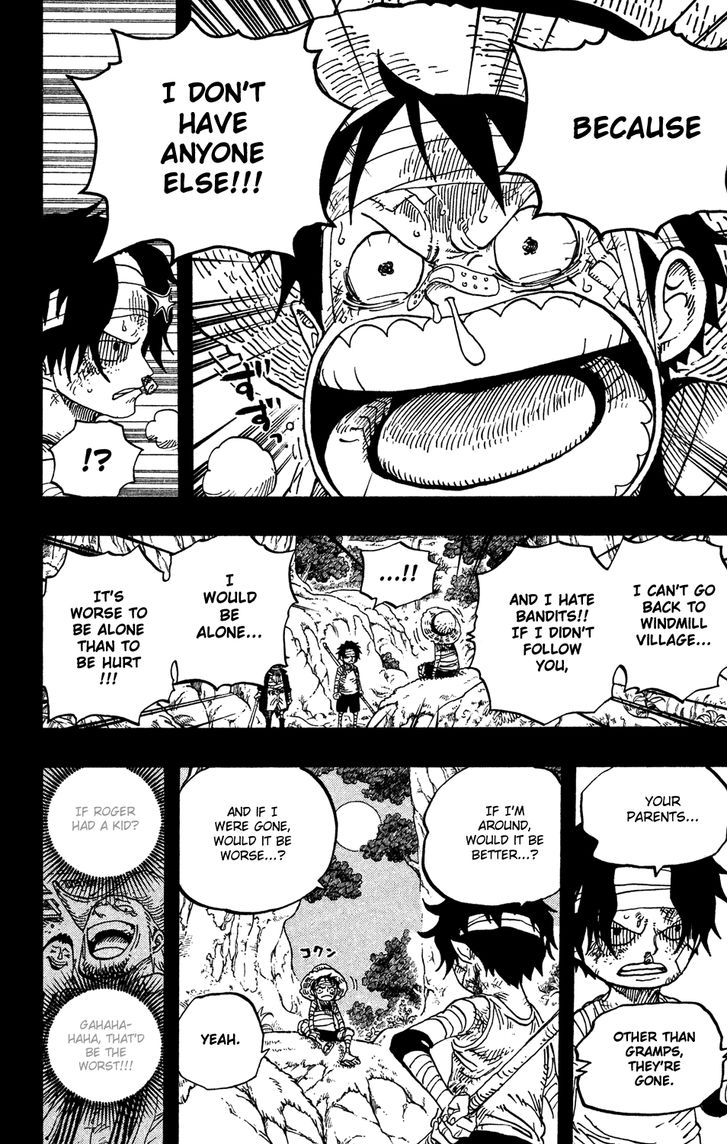 BECAUSE
I DON'T
HAVE
ANYONE
ELSE!!!
ずずっ
!?
I CAN'T GO
BACK TO
WINDMILL
VILLAGE...
AND I HATE
BANDITS!!
IF I DIDN'T
FOLLOW
YOU,
...!!
I
WOULD
BE
ALONE...
IT'S
WORSE TO
BE ALONE
THAN TO
BE HURT
!!!
YOUR
PARENTS...
OTHER THAN
GRAMPS,
THEY'RE
GONE.
IF I'M
AROUND,
WOULD IT BE
BETTER...?
AND IF I
WERE GONE,
WOULD IT BE
WORSE...?
コクン
YEAH.
IF ROGER
HAD A KID?
GAHAHA-
HAHA, THAT'D
BE THE
WORST!!!